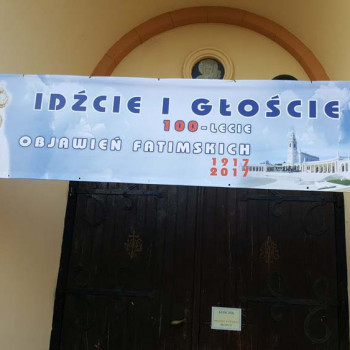 IDŹCIE I GŁOŚCIE
100-LECIE
OBJAWIEŃ FATIMSKICH
1917
2017